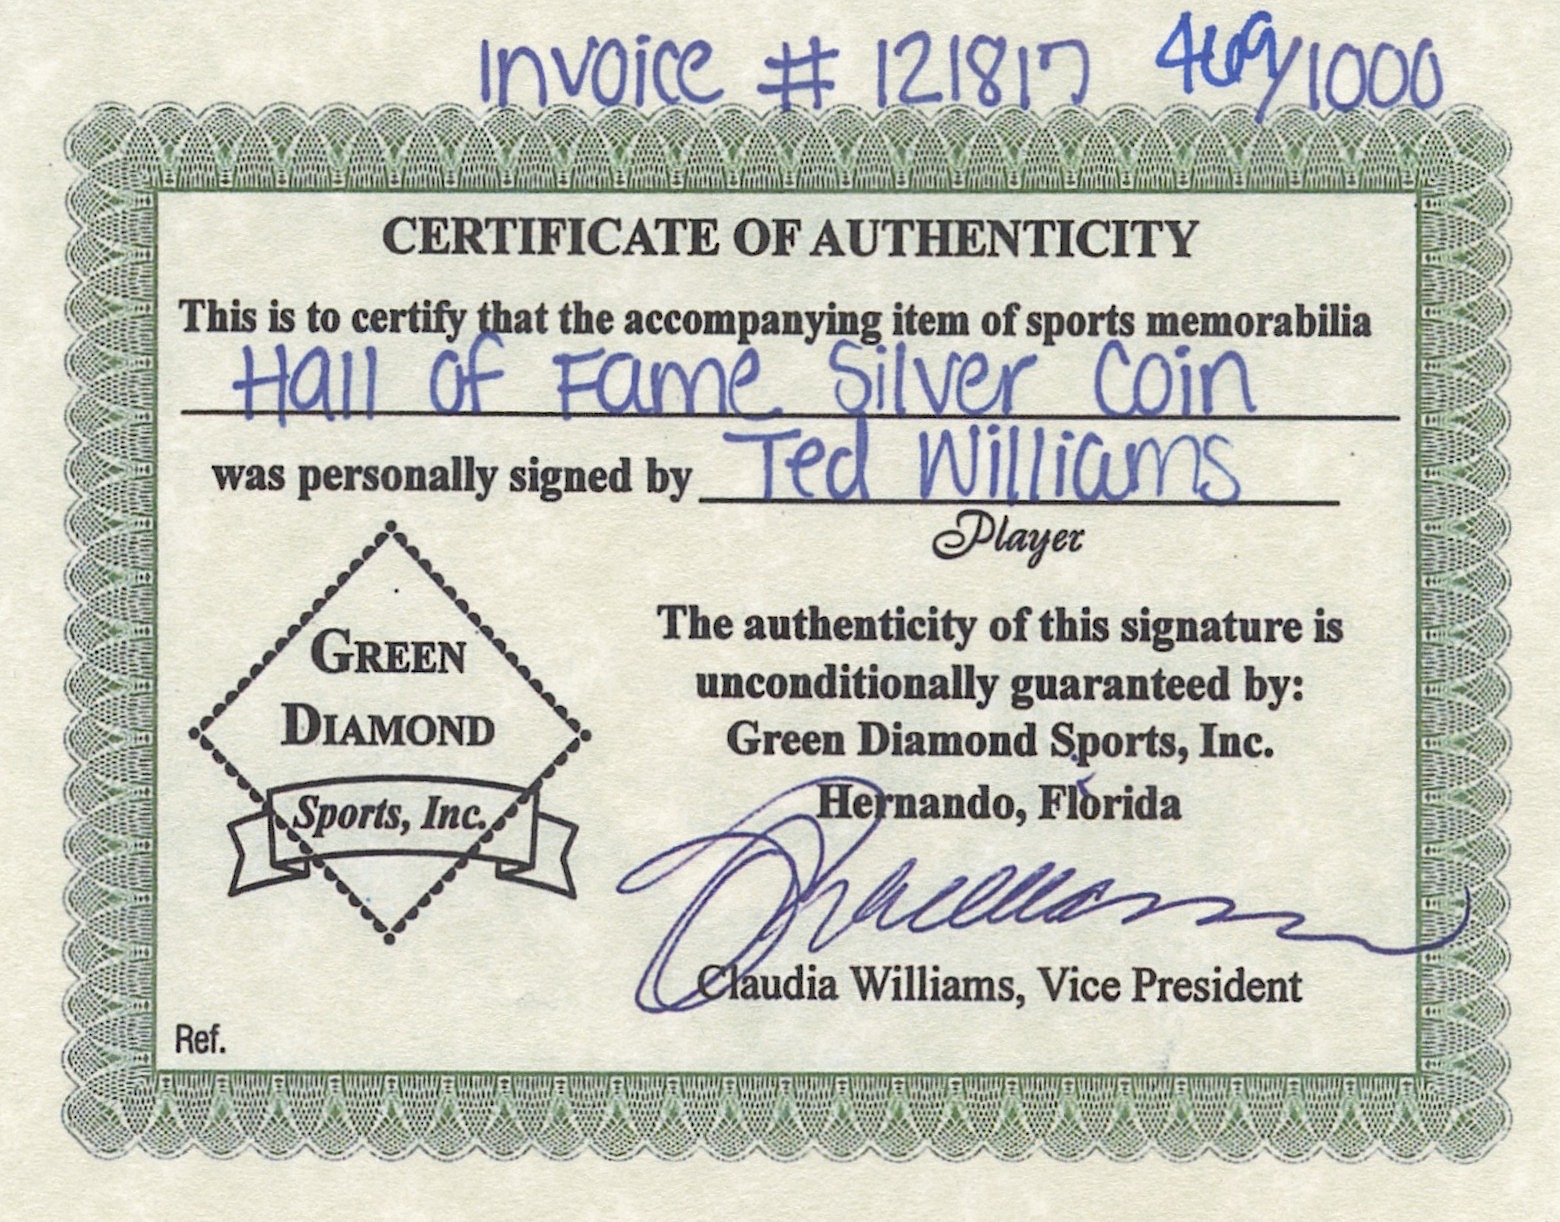 Invoice # 121817 469/1000
CERTIFICATE OF AUTHENTICITY
This is to certify that the accompanying item of sports memorabilia
Hall of Fame Silver Coin
was personally signed by Ted Williams
Player
GREEN
DIAMOND
Sports, Inc.
The authenticity of this signature is
unconditionally guaranteed by:
Green Diamond Sports, Inc.
Hernando, Florida
Claudia Williams, Vice President
Ref.